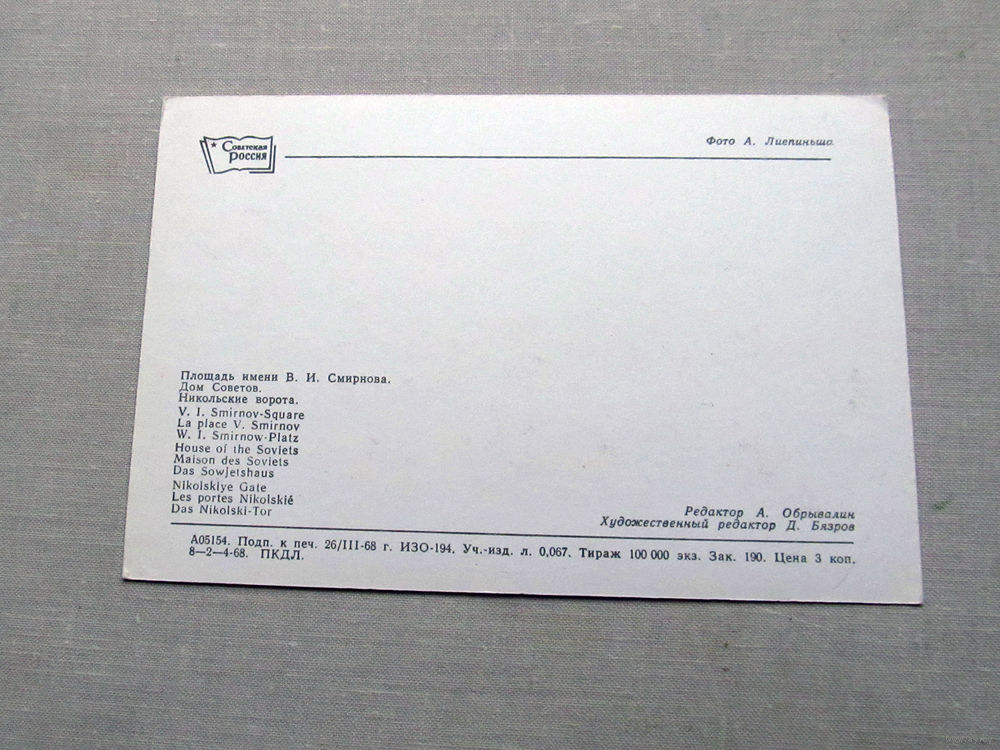 Советская
Россия
Фото А. Лиепиньша
Площадь имени В. И. Смирнова.
Дом Советов.
Никольские ворота.
V. I. Smirnov-Square
La place V. Smirnov
W. I. Smirnow-Platz
House of the Soviets
Maison des Soviets
Das Sowjetshaus
Nikolskiye Gate
Les portes Nikolskié
Das Nikolski-Tor
Редактор А. Обрывалин
Художественный редактор Д. Бязров
А05154. Подп. к печ. 26/III-68 г. ИЗО-194. Уч.-изд. л. 0,067. Тираж 100 000 экз. Зак. 190. Цена 3 коп.
8—2—4-68. ПКДЛ.